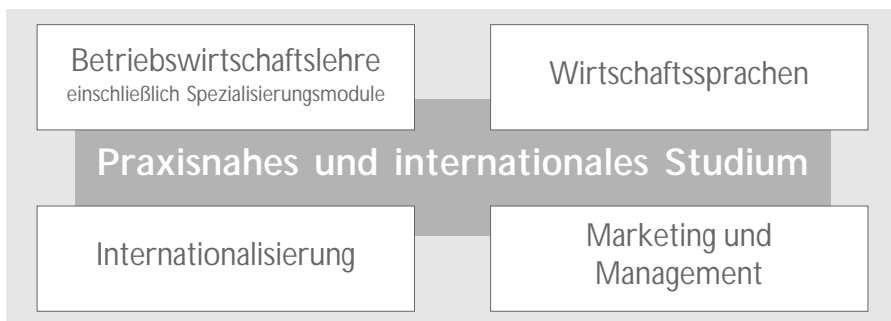 Betriebswirtschaftslehre
einschließlich Spezialisierungsmodule
Wirtschaftssprachen
Praxisnahes und internationales Studium
Internationalisierung
Marketing und
Management